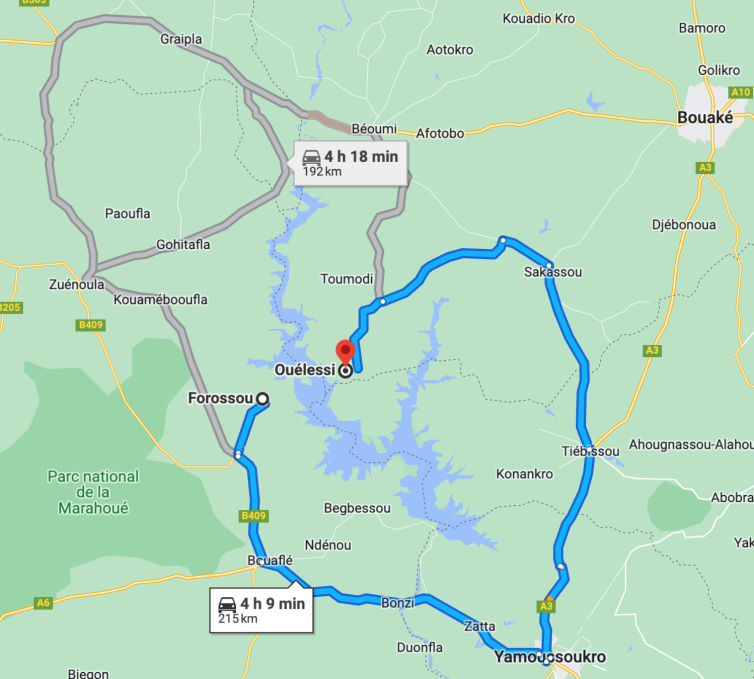 B303
Kouadio Kro
Bamoro
Graipla
Aotokro
Golikro
A10
Bouaké
Béoumi
Afotobo
4 h 18 min
192 km
A3
Paoufla
Djébonoua
Gohitafla
Sakassou
Toumodi
Zuénoula
Kouamébooufla
B205
B409
A3
Ouélessi
Forossou
Tiébissou
Ahougnassou-Alahou
Parc national
de la
Marahoué
Konankro
Abobra
Begbessou
B409
Ndénou
Yak
Bouaflé
4 h 9 min
215 km
A6
Bonzi
A3
Zatta
Duonfla
Yamoussoukro
Biegon